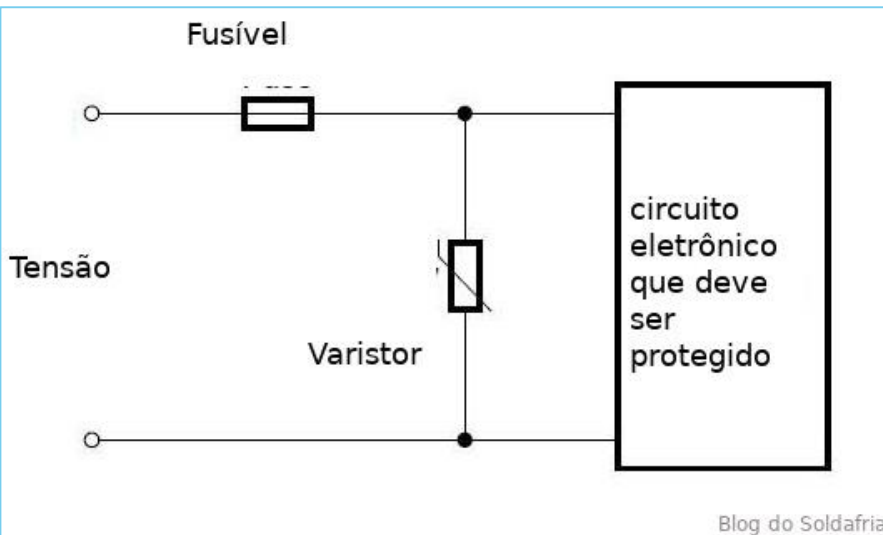 Fusível
Tensão
Varistor
circuito
eletrônico
que deve
ser
protegido
Blog do Soldafria